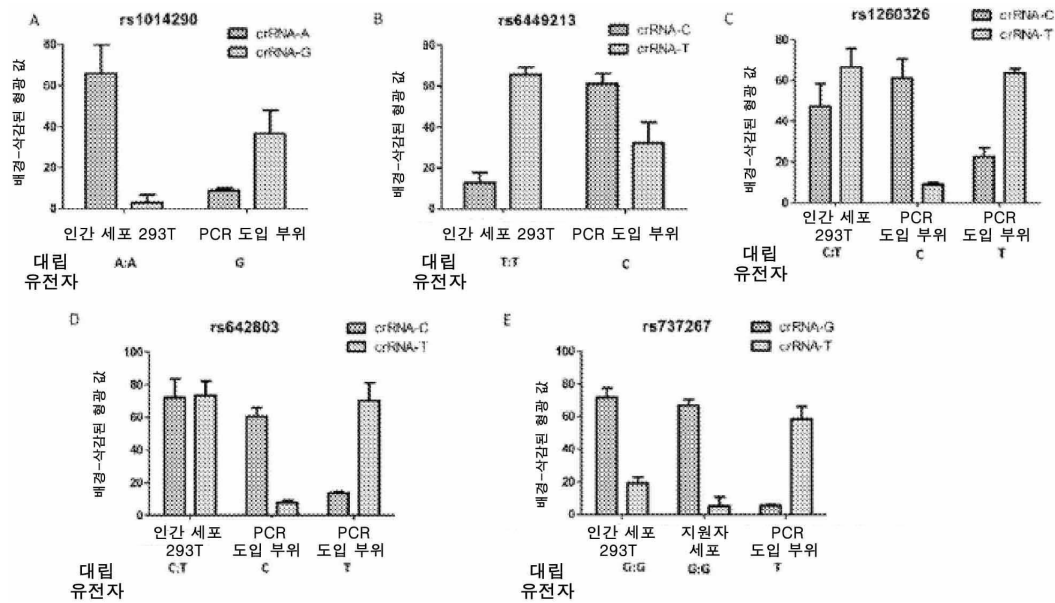 A
rs1014290
crRNA-A
crRNA-G
배경-삭감된 형광 값
80
60
40
20
0
인간 세포 293T
PCR 도입 부위
대립
유전자
A:A
G
B
rs6449213
crRNA-C
crRNA-T
배경-삭감된 형광 값
80
60
40
20
0
인간 세포 293T
PCR 도입 부위
대립
유전자
T:T
C
C
rs1260326
crRNA-C
crRNA-T
배경-삭감된 형광 값
80
60
40
20
0
인간 세포
293T
PCR
도입 부위
PCR
도입 부위
대립
유전자
C:T
C
T
D
rs642803
crRNA-C
crRNA-T
배경-삭감된 형광 값
100
80
60
40
20
0
인간 세포
293T
PCR
도입 부위
PCR
도입 부위
대립
유전자
C:T
C
T
E
rs737267
crRNA-G
crRNA-T
배경-삭감된 형광 값
100
80
60
40
20
0
인간 세포
293T
지원자
세포
PCR
도입 부위
대립
유전자
G:G
G:G
T